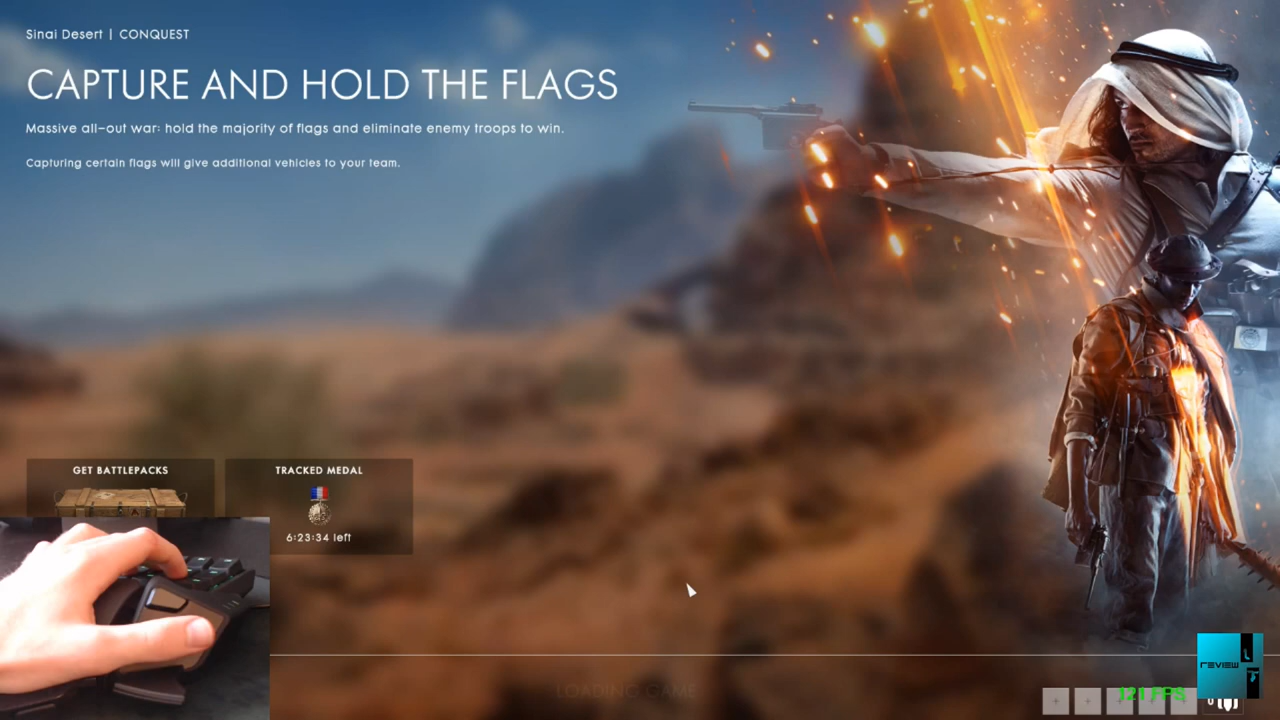 Sinai Desert | CONQUEST
CAPTURE AND HOLD THE FLAGS
Massive all-out war: hold the majority of flags and eliminate enemy troops to win.
Capturing certain flags will give additional vehicles to your team.
GET BATTLEPACKS
TRACKED MEDAL
6:23:34 left
LOADING GAME
REVIEW
121 FPS